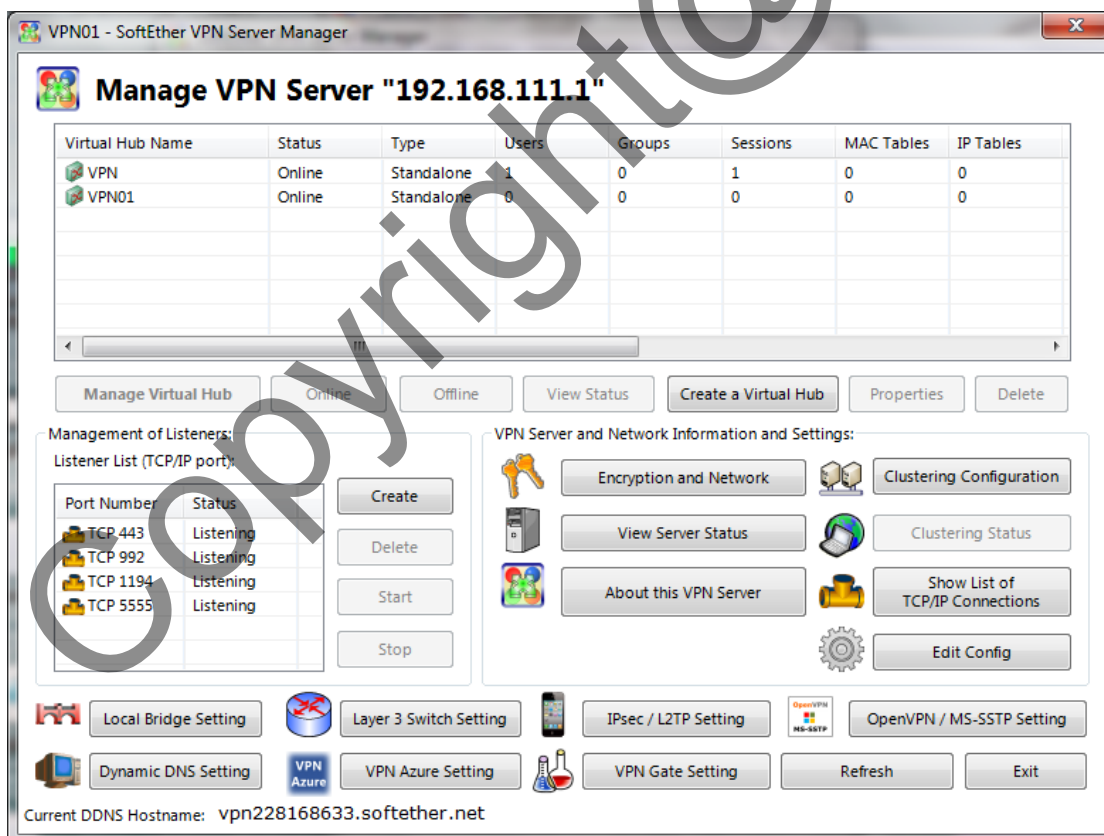 VPN01 - SoftEther VPN Server Manager
Manage VPN Server "192.168.111.1"
Virtual Hub Name Status Type Users Groups Sessions MAC Tables IP Tables
VPN Online Standalone 1 0 1 0 0
VPN01 Online Standalone 0 0 0 0 0
Manage Virtual Hub Online Offline View Status Create a Virtual Hub Properties Delete
Management of Listeners:
Listener List (TCP/IP port):
Port Number Status
TCP 443 Listening
TCP 992 Listening
TCP 1194 Listening
TCP 5555 Listening
Create
Delete
Start
Stop
VPN Server and Network Information and Settings:
Encryption and Network
Clustering Configuration
View Server Status
Clustering Status
About this VPN Server
Show List of
TCP/IP Connections
Edit Config
Local Bridge Setting
Layer 3 Switch Setting
IPsec / L2TP Setting
OpenVPN
MS-SSTP
OpenVPN / MS-SSTP Setting
Dynamic DNS Setting
VPN
Azure
VPN Azure Setting
VPN Gate Setting
Refresh
Exit
Current DDNS Hostname: vpn228168633.softether.net
Copyright@